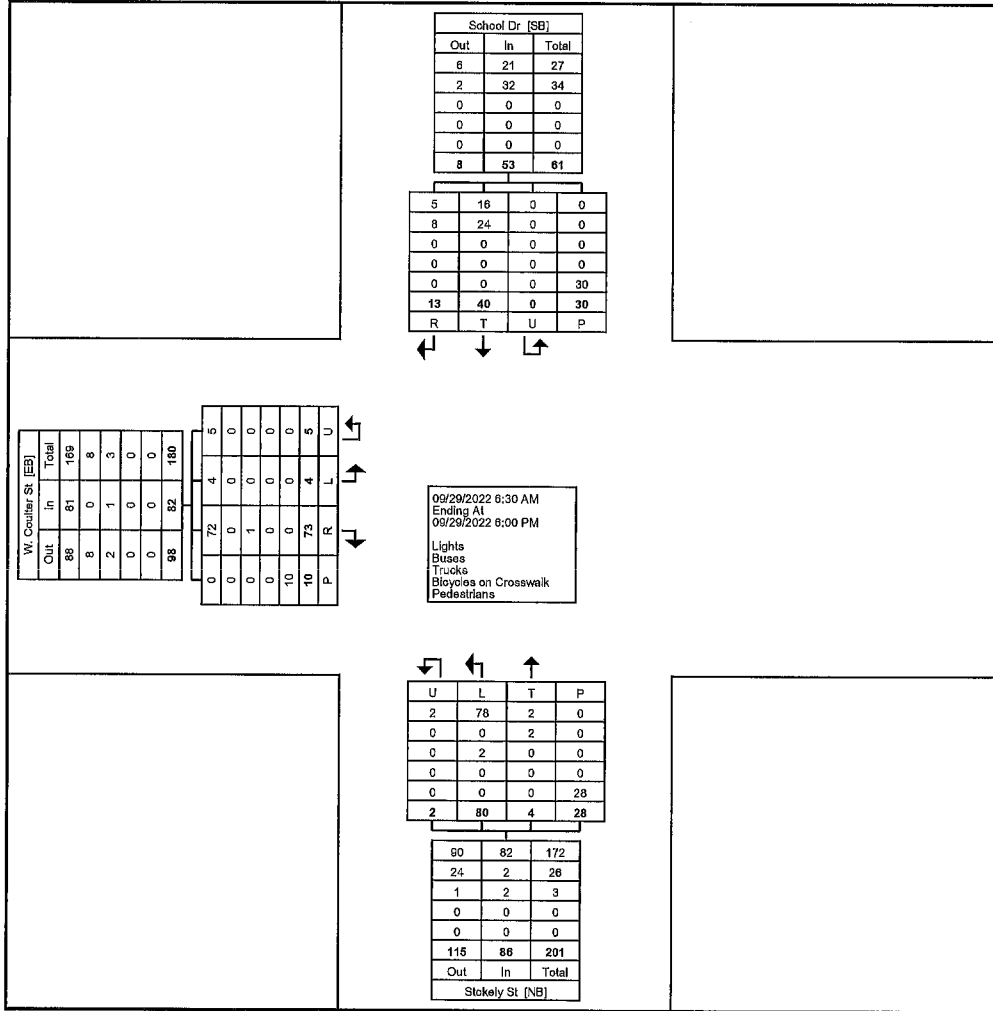 School Dr [SB]
Out In Total
6 21 27
2 32 34
0 0 0
0 0 0
0 0 0
8 53 61
5 16 0 0
8 24 0 0
0 0 0 0
0 0 0 0
0 0 0 30
13 40 0 30
R T U P
W. Coulter St [EB]
Out In Total
88 81 169
8 0 8
2 1 3
0 0 0
0 0 0
98 82 180
0 72 4 5
0 0 0 0
0 1 0 0
0 0 0 0
10 0 0 0
10 73 4 5
P R L U
09/29/2022 6:30 AM
Ending At
09/29/2022 6:00 PM
Lights
Buses
Trucks
Bicycles on Crosswalk
Pedestrians
U L T P
2 78 2 0
0 0 2 0
0 2 0 0
0 0 0 0
0 0 0 28
2 80 4 28
90 82 172
24 2 26
1 2 3
0 0 0
0 0 0
115 86 201
Out In Total
Stokely St [NB]